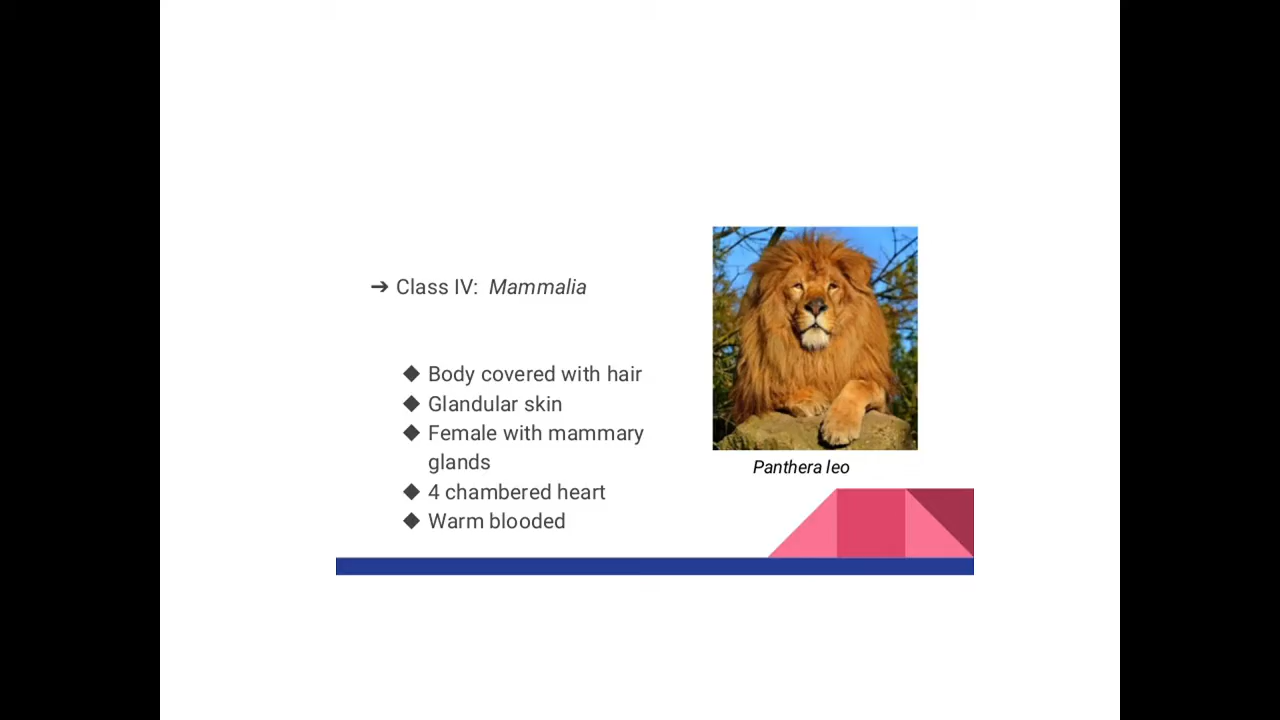 ➔ Class IV: Mammalia
◆ Body covered with hair
◆ Glandular skin
◆ Female with mammary
glands
◆ 4 chambered heart
◆ Warm blooded
Panthera leo